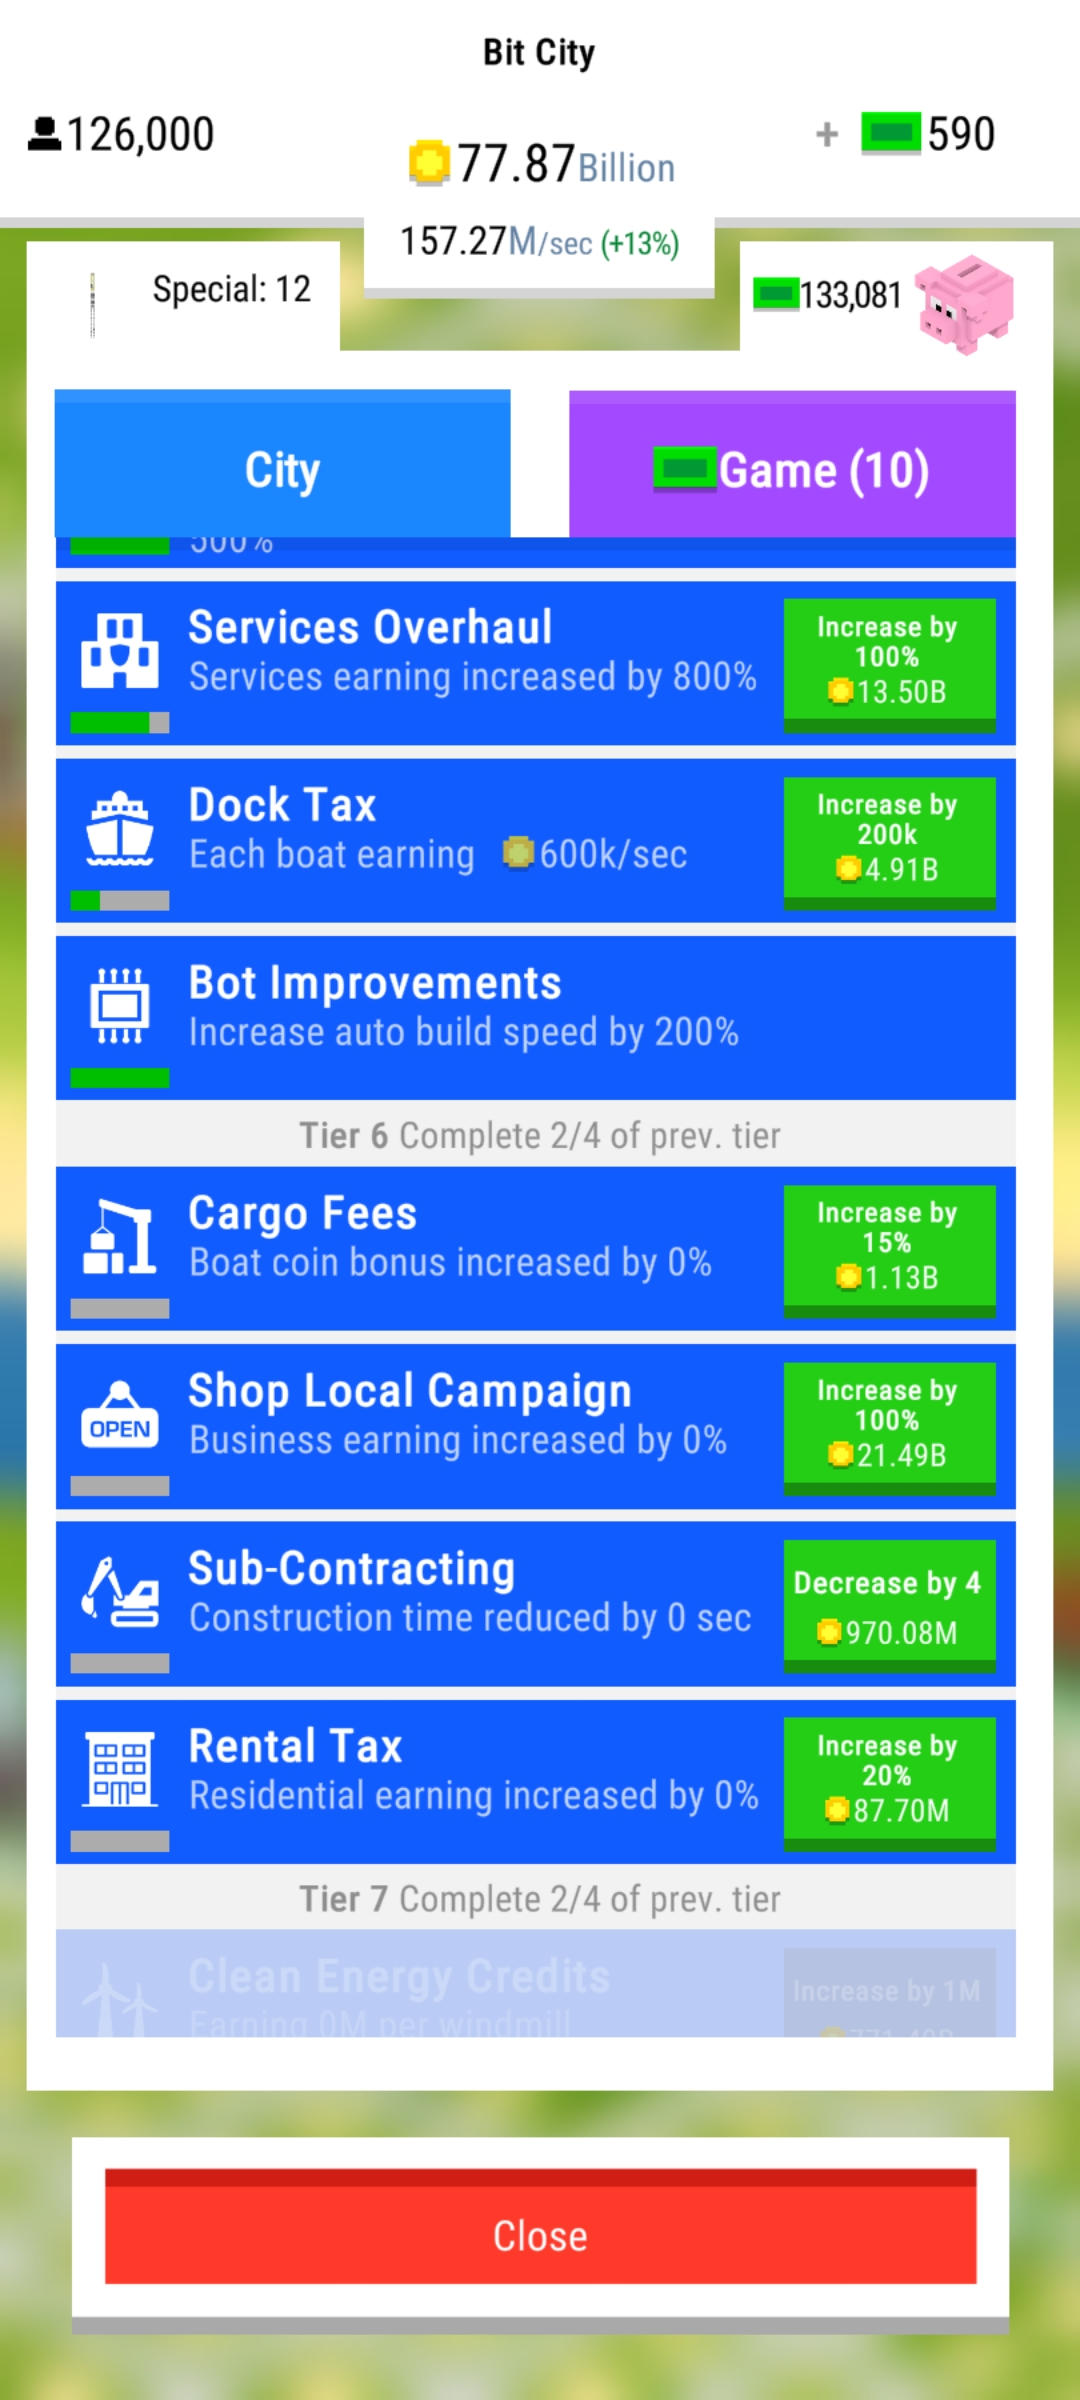 Bit City
126,000
77.87Billion
+ 590
157.27M/sec (+13%)
Special: 12
133,081
City
Game (10)
500%
Services Overhaul
Services earning increased by 800%
Increase by
100%
13.50B
Dock Tax
Each boat earning 600k/sec
Increase by
200k
4.91B
Bot Improvements
Increase auto build speed by 200%
Tier 6 Complete 2/4 of prev. tier
Cargo Fees
Boat coin bonus increased by 0%
Increase by
15%
1.13B
OPEN
Shop Local Campaign
Business earning increased by 0%
Increase by
100%
21.49B
Sub-Contracting
Construction time reduced by 0 sec
Decrease by 4
970.08M
Rental Tax
Residential earning increased by 0%
Increase by
20%
87.70M
Tier 7 Complete 2/4 of prev. tier
Clean Energy Credits
Earning 0M per windmill
Increase by 1M
Close